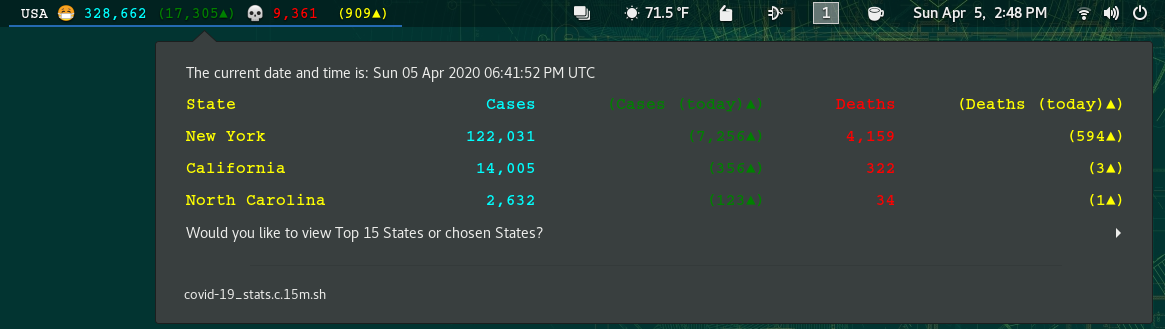 USA 😷 328,662 (17,305▲) 💀 9,361 (909▲) 71.5 °F 1 Sun Apr 5, 2:48 PM
The current date and time is: Sun 05 Apr 2020 06:41:52 PM UTC
State Cases (Cases (today)▲) Deaths (Deaths (today)▲)
New York 122,031 (7,256▲) 4,159 (594▲)
California 14,005 (356▲) 322 (3▲)
North Carolina 2,632 (123▲) 34 (1▲)
Would you like to view Top 15 States or chosen States?
covid-19_stats.c.15m.sh